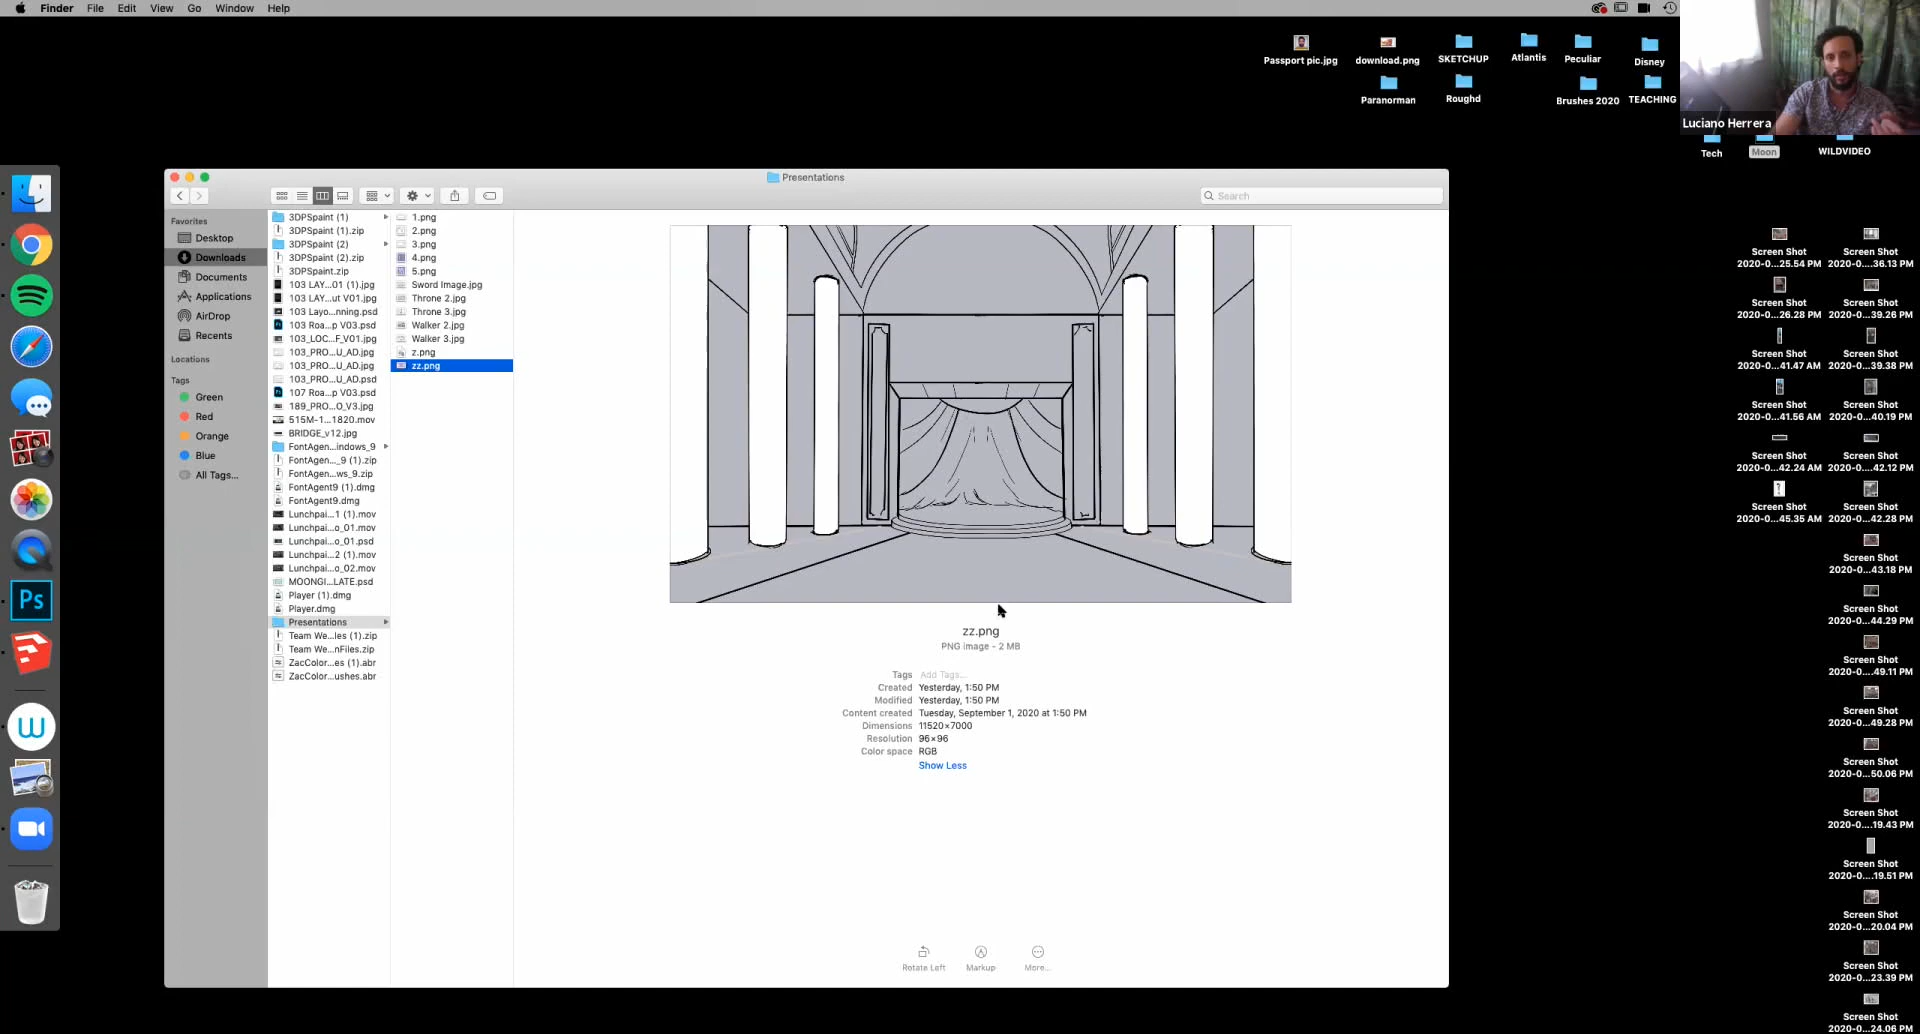 Finder File Edit View Go Window Help
Passport pic.jpg
download.png
SKETCHUP
Atlantis
Peculiar
Disney
Paranorman
Roughd
Brushes 2020
TEACHING
Luciano Herrera
Tech
Moon
WILDVIDEO
Presentations
Search
Favorites
Desktop
Downloads
Documents
Applications
AirDrop
Recents
Locations
Tags
Green
Red
Orange
Blue
All Tags...
3DPSpaint (1)
3DPSpaint (1).zip
3DPSpaint (2)
3DPSpaint (2).zip
3DPSpaint.zip
103 LAY...01 (1).jpg
103 LAY...ut V01.jpg
103 Layo...nning.psd
103 Roa...p V03.psd
103_LOC...F_V01.jpg
103_PRO...U_AD.jpg
103_PRO...U_AD.jpg
103_PRO...U_AD.psd
107 Roa...p V03.psd
189_PRO...O_V3.jpg
515M-1...1820.mov
BRIDGE_v12.jpg
FontAgen...indows_9
FontAgen..._9 (1).zip
FontAgen...ws_9.zip
FontAgent9 (1).dmg
FontAgent9.dmg
Lunchpai...1 (1).mov
Lunchpai...o_01.mov
Lunchpai...o_01.psd
Lunchpai...2 (1).mov
Lunchpai...o_02.mov
MOONGI...LATE.psd
Player (1).dmg
Player.dmg
Presentations
Team We...les (1).zip
Team We...nFiles.zip
ZacColor...es (1).abr
ZacColor...ushes.abr
1.png
2.png
3.png
4.png
5.png
Sword Image.jpg
Throne 2.jpg
Throne 3.jpg
Walker 2.jpg
Walker 3.jpg
z.png
zz.png
zz.png
PNG image - 2 MB
Tags Add Tags...
Created Yesterday, 1:50 PM
Modified Yesterday, 1:50 PM
Content created Tuesday, September 1, 2020 at 1:50 PM
Dimensions 11520×7000
Resolution 96×96
Color space RGB
Show Less
Rotate Left
Markup
More...
Ps
Screen Shot
2020-0...25.54 PM
Screen Shot
2020-0....36.13 PM
Screen Shot
2020-0...26.28 PM
Screen Shot
2020-0...39.26 PM
Screen Shot
2020-0...41.47 AM
Screen Shot
2020-0...39.38 PM
Screen Shot
2020-0...41.56 AM
Screen Shot
2020-0...40.19 PM
Screen Shot
2020-0...42.24 AM
Screen Shot
2020-0...42.12 PM
Screen Shot
2020-0...45.35 AM
Screen Shot
2020-0...42.28 PM
Screen Shot
2020-0...43.18 PM
Screen Shot
2020-0...44.29 PM
Screen Shot
2020-0....49.11 PM
Screen Shot
2020-0...49.28 PM
Screen Shot
2020-0...50.06 PM
Screen Shot
2020-0....19.43 PM
Screen Shot
2020-0....19.51 PM
Screen Shot
2020-0...20.04 PM
Screen Shot
2020-0...23.39 PM
Screen Shot
2020-0...24.06 PM